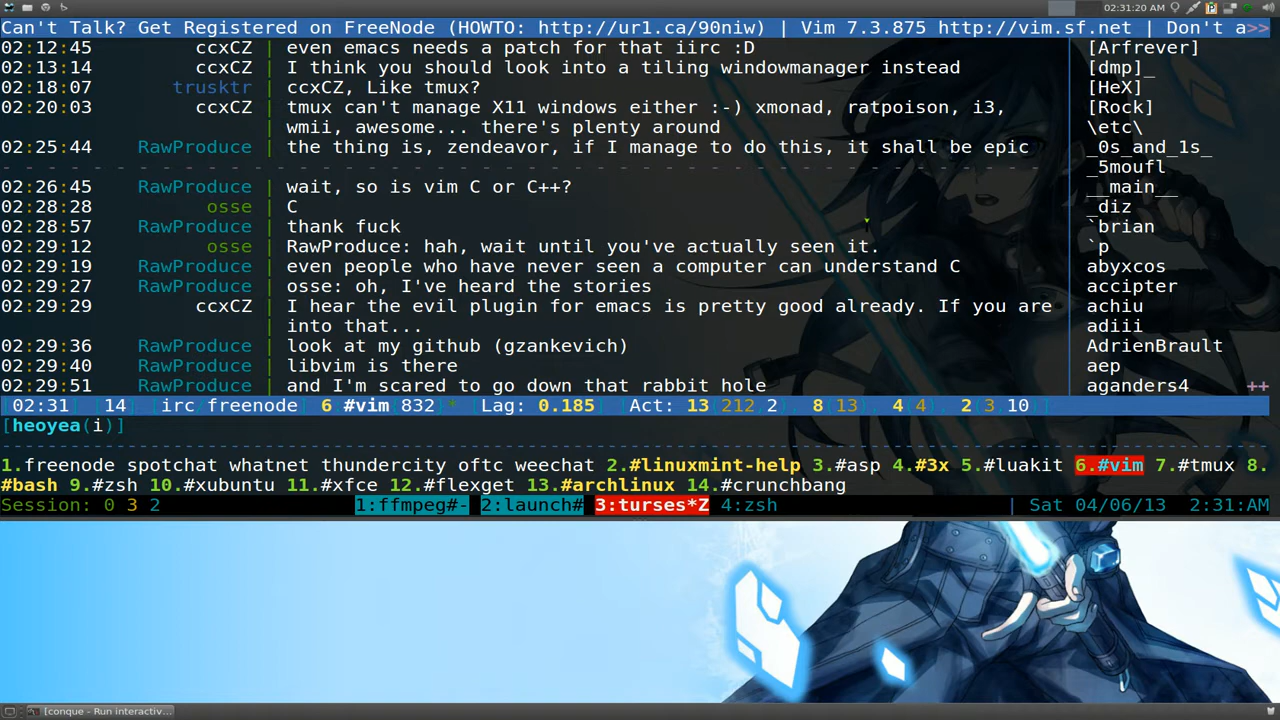 02:31:20 AM
Can't Talk? Get Registered on FreeNode (HOWTO: http://ur1.ca/90niw) | Vim 7.3.875 http://vim.sf.net | Don't a>>
02:12:45 ccxCZ | even emacs needs a patch for that iirc :D
[Arfrever]
02:13:14 ccxCZ | I think you should look into a tiling windowmanager instead
[dmp]_
02:18:07 trusktr | ccxCZ, Like tmux?
[HeX]
02:20:03 ccxCZ | tmux can't manage X11 windows either :-) xmonad, ratpoison, i3,
[Rock]
| wmii, awesome... there's plenty around
\etc\
02:25:44 RawProduce | the thing is, zendeavor, if I manage to do this, it shall be epic
_0s_and_1s_
_5moufl
02:26:45 RawProduce | wait, so is vim C or C++?
__main__
02:28:28 osse | C
_diz
02:28:57 RawProduce | thank fuck
`brian
02:29:12 osse | RawProduce: hah, wait until you've actually seen it.
`p
02:29:19 RawProduce | even people who have never seen a computer can understand C
abyxcos
02:29:27 RawProduce | osse: oh, I've heard the stories
accipter
02:29:29 ccxCZ | I hear the evil plugin for emacs is pretty good already. If you are
achiu
| into that...
adiii
02:29:36 RawProduce | look at my github (gzankevich)
AdrienBrault
02:29:40 RawProduce | libvim is there
aep
02:29:51 RawProduce | and I'm scared to go down that rabbit hole
aganders4 ++
[02:31] [14] [irc/freenode] 6 #vim(832)* [Lag: 0.185] [Act: 13(212,2), 8(13), 4(4), 2(3,10)]
[heoyea(i)]
1.freenode spotchat whatnet thundercity oftc weechat 2.#linuxmint-help 3.#asp 4.#3x 5.#luakit 6.#vim 7.#tmux 8.
#bash 9.#zsh 10.#xubuntu 11.#xfce 12.#flexget 13.#archlinux 14.#crunchbang
Session: 0 3 2 1:ffmpeg#- 2:launch# 3:turses*Z 4:zsh | Sat 04/06/13 2:31:AM
[conque - Run interactiv...